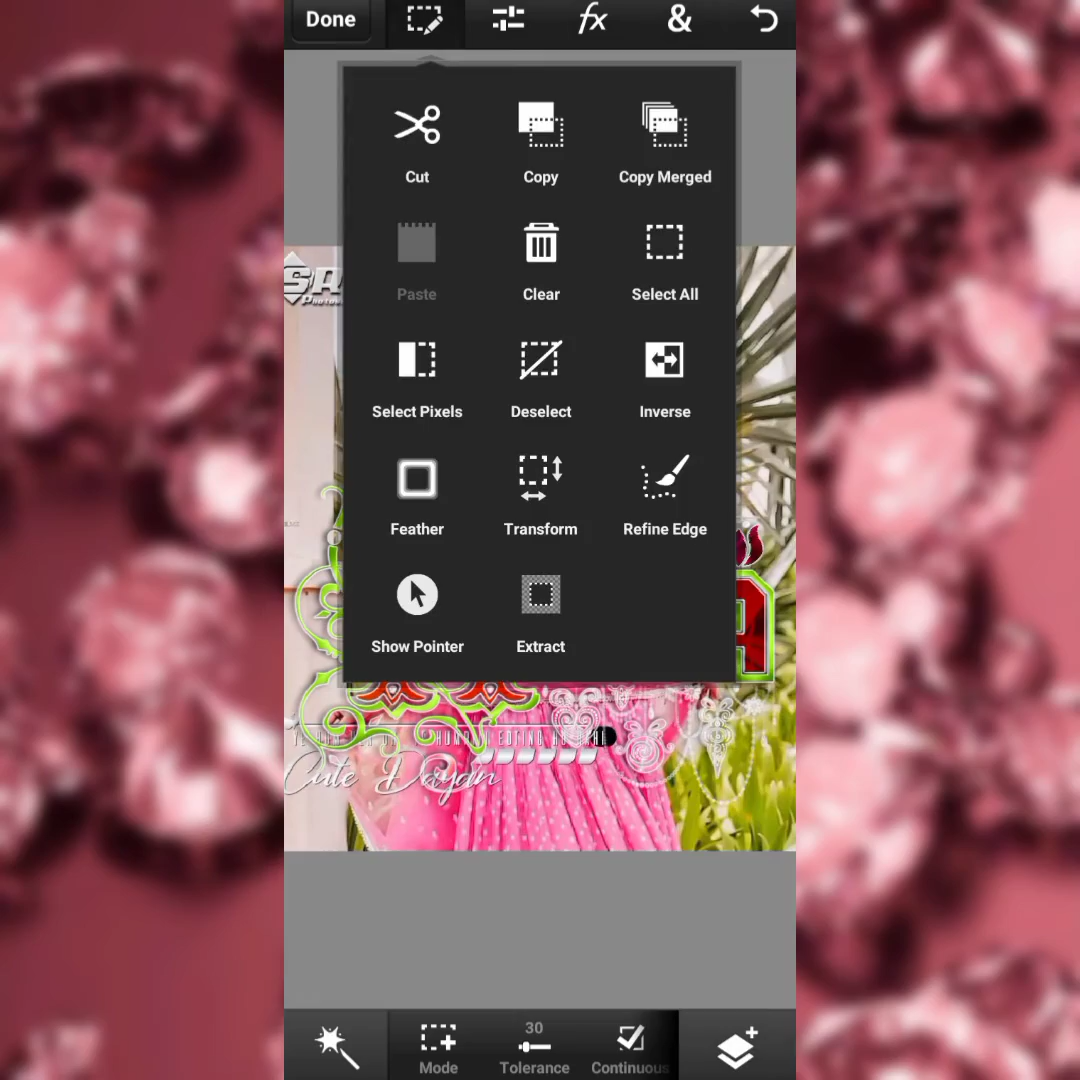 Done fx &
Cut Copy Copy Merged
Paste Clear Select All
Select Pixels Deselect Inverse
Feather Transform Refine Edge
Show Pointer Extract
Cute Dayan
30
Mode Tolerance Continuous